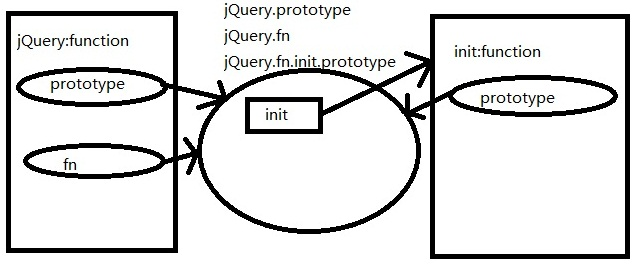 jQuery.prototype
jQuery.fn
jQuery.fn.init.prototype
jQuery:function
prototype
fn
init
init:function
prototype